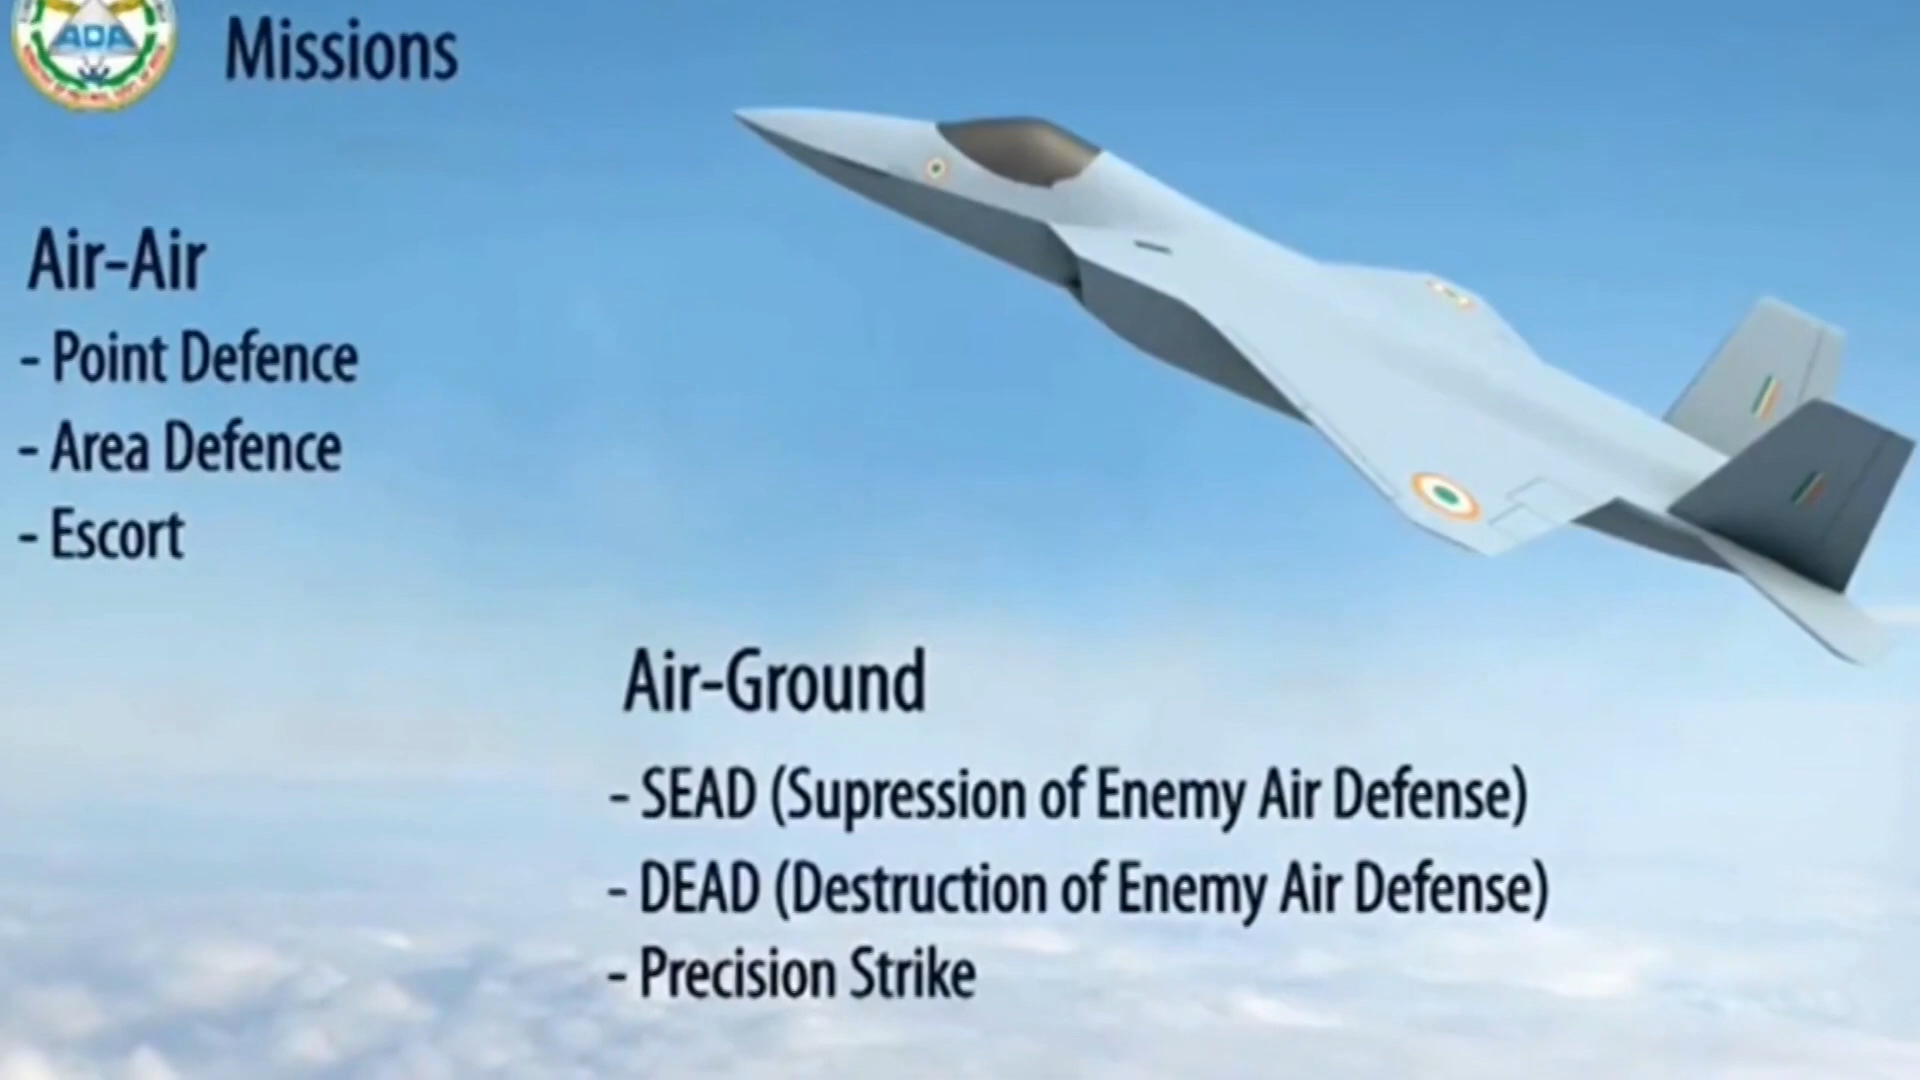 ADA
Missions
Air-Air
- Point Defence
- Area Defence
- Escort
Air-Ground
- SEAD (Supression of Enemy Air Defense)
- DEAD (Destruction of Enemy Air Defense)
- Precision Strike